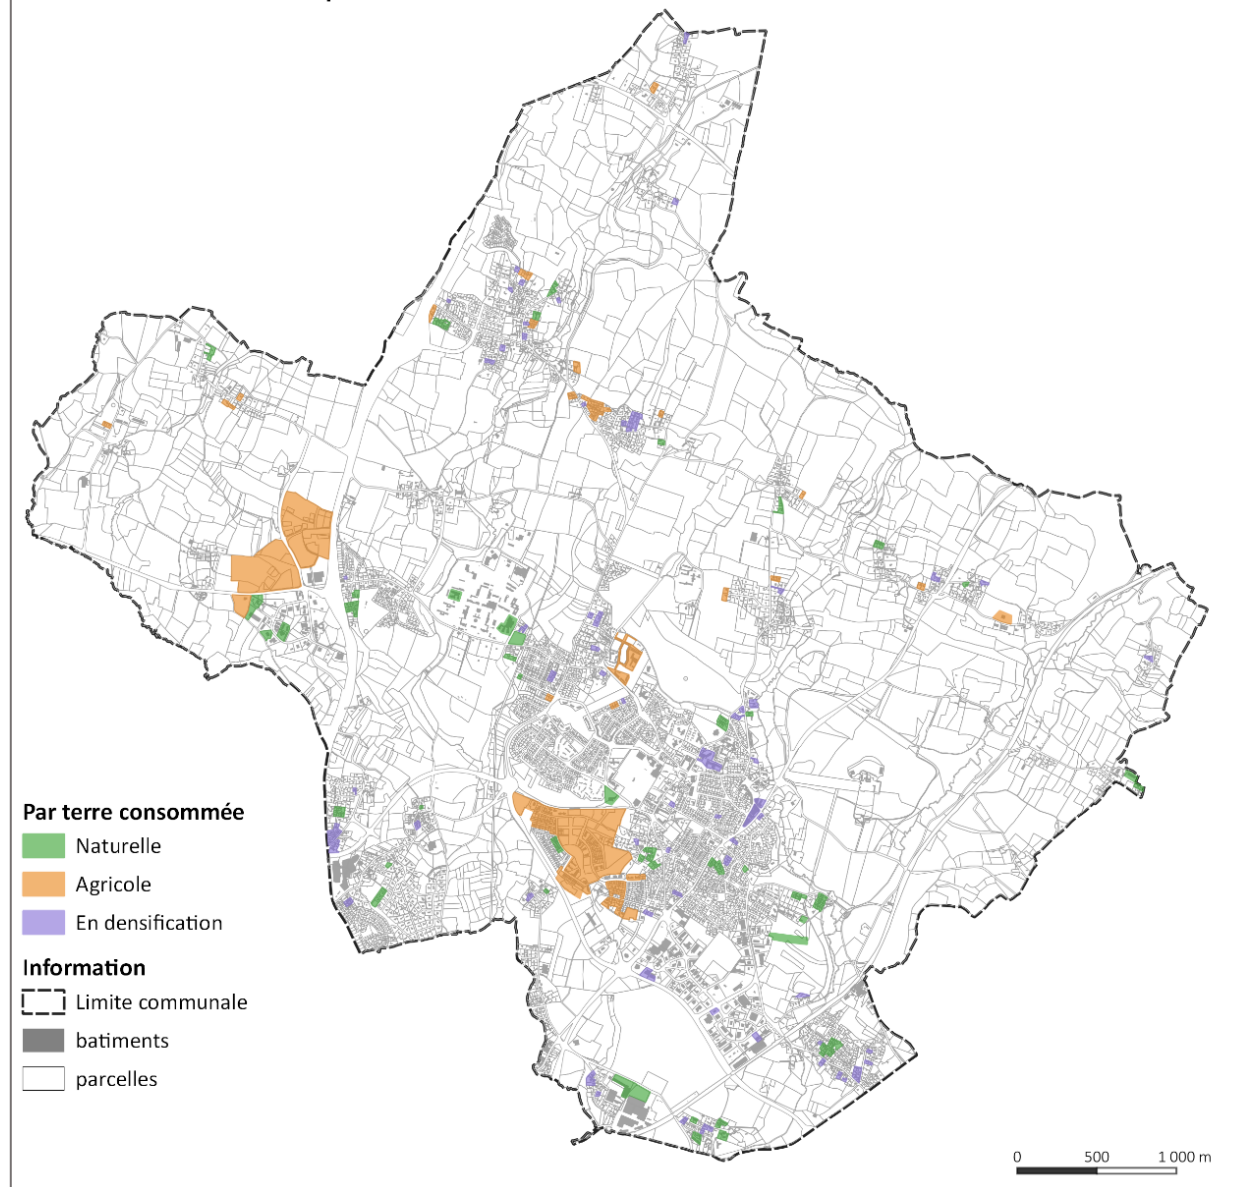 Par terre consommée
Naturelle
Agricole
En densification
Information
Limite communale
batiments
parcelles
0 500 1 000 m